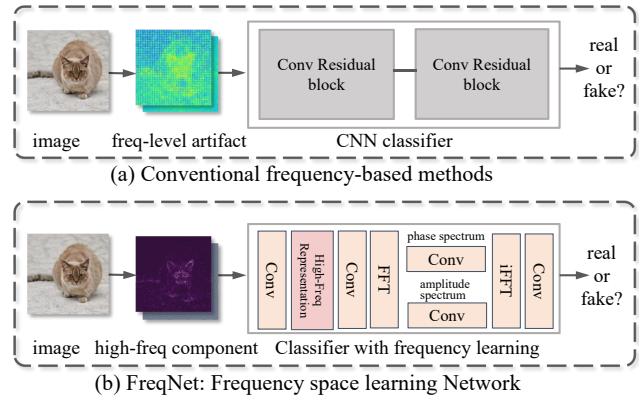 Conv Residual
block
Conv Residual
block
real
or
fake?
image
freq-level artifact
CNN classifier
(a) Conventional frequency-based methods
Conv
High-Freq
Representation
Conv
FFT
phase spectrum
Conv
amplitude
spectrum
Conv
iFFT
Conv
real
or
fake?
image
high-freq component
Classifier with frequency learning
(b) FreqNet: Frequency space learning Network